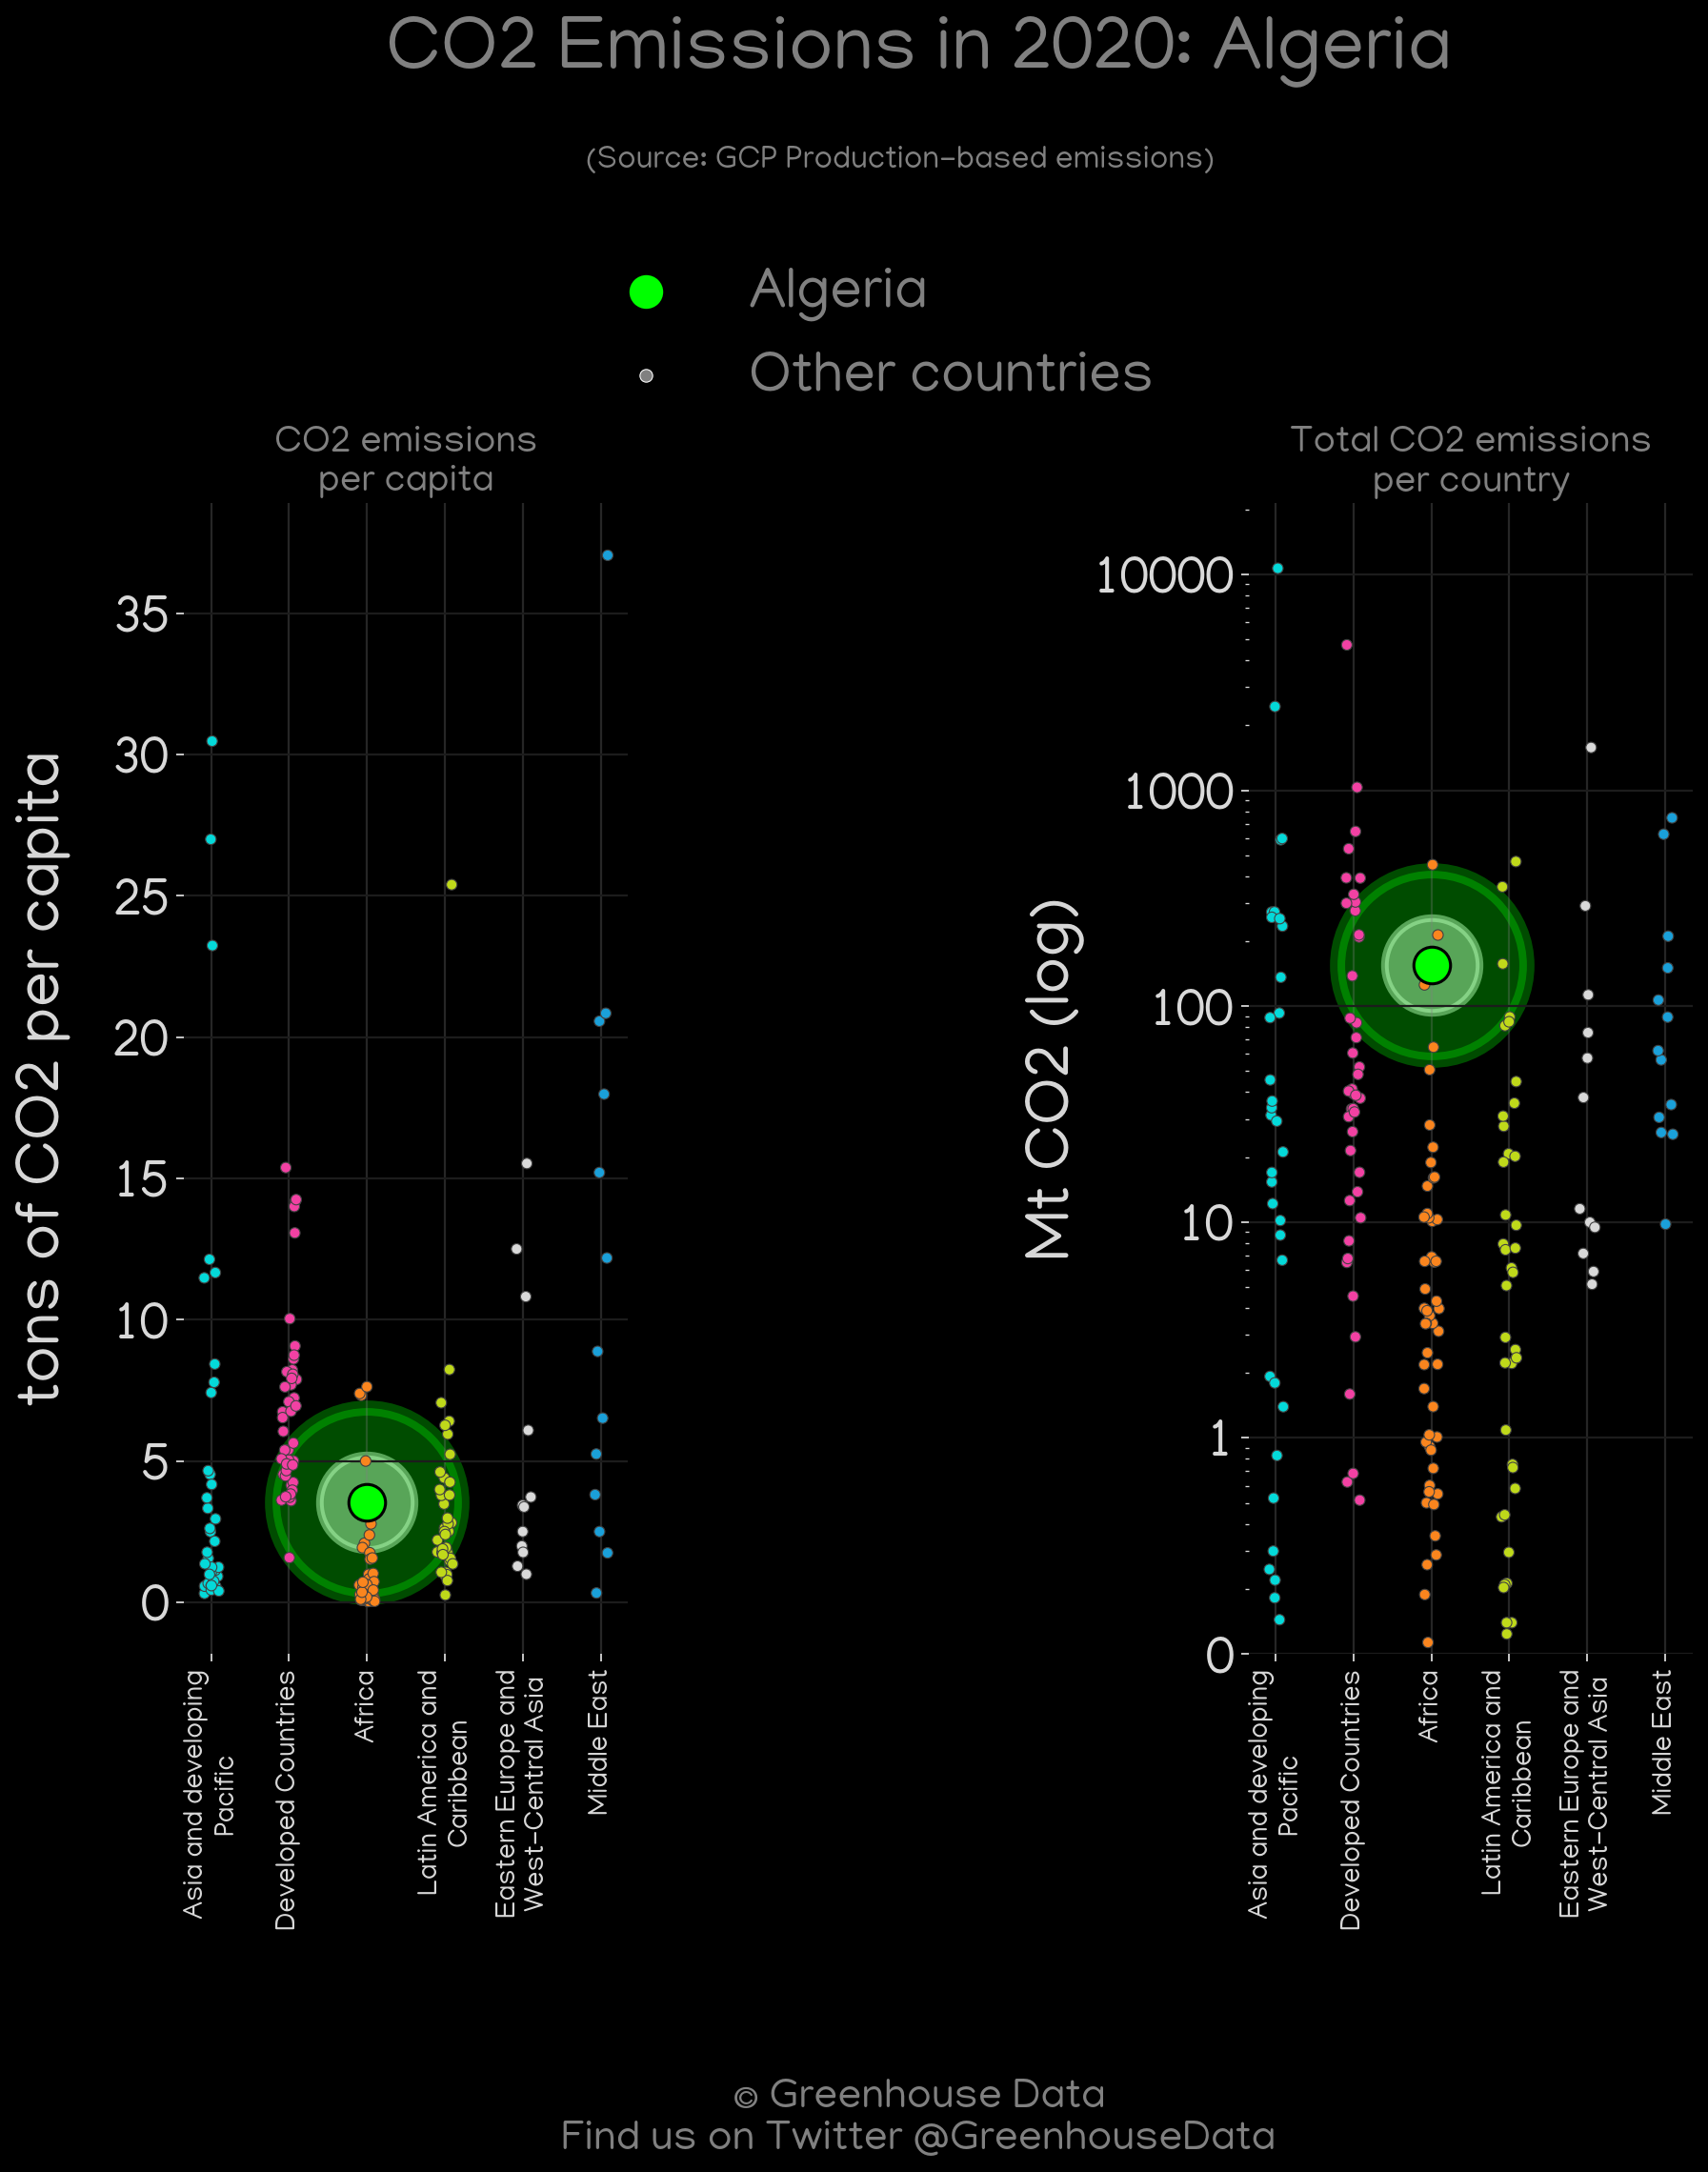 CO2 Emissions in 2020: Algeria
(Source: GCP Production-based emissions)
Algeria
Other countries
CO2 emissions
per capita
tons of CO2 per capita
35
30
25
20
15
10
5
0
Asia and developing
Pacific
Developed Countries
Africa
Latin America and
Caribbean
Eastern Europe and
West-Central Asia
Middle East
Total CO2 emissions
per country
Mt CO2 (log)
10000
1000
100
10
1
0
Asia and developing
Pacific
Developed Countries
Africa
Latin America and
Caribbean
Eastern Europe and
West-Central Asia
Middle East
© Greenhouse Data
Find us on Twitter @GreenhouseData